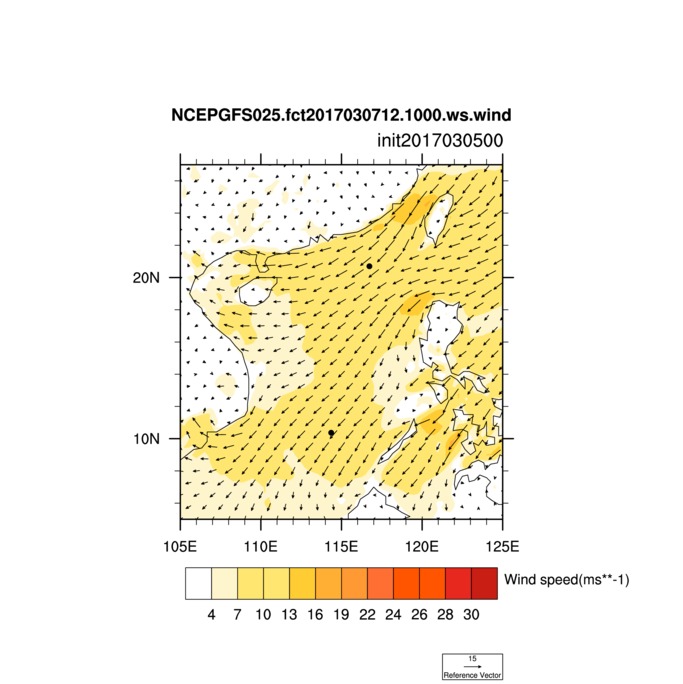 NCEPGFS025.fct2017030712.1000.ws.wind
init2017030500
20N
10N
105E 110E 115E 120E 125E
Wind speed(ms**-1)
4 7 10 13 16 19 22 24 26 28 30
15
Reference Vector